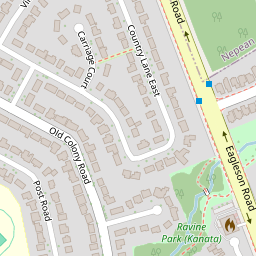 Carriage Court
Country Lane East
Road
Nepean
Old Colony Road
Eagleson Road
Post Road
Ravine
Park (Kanata)